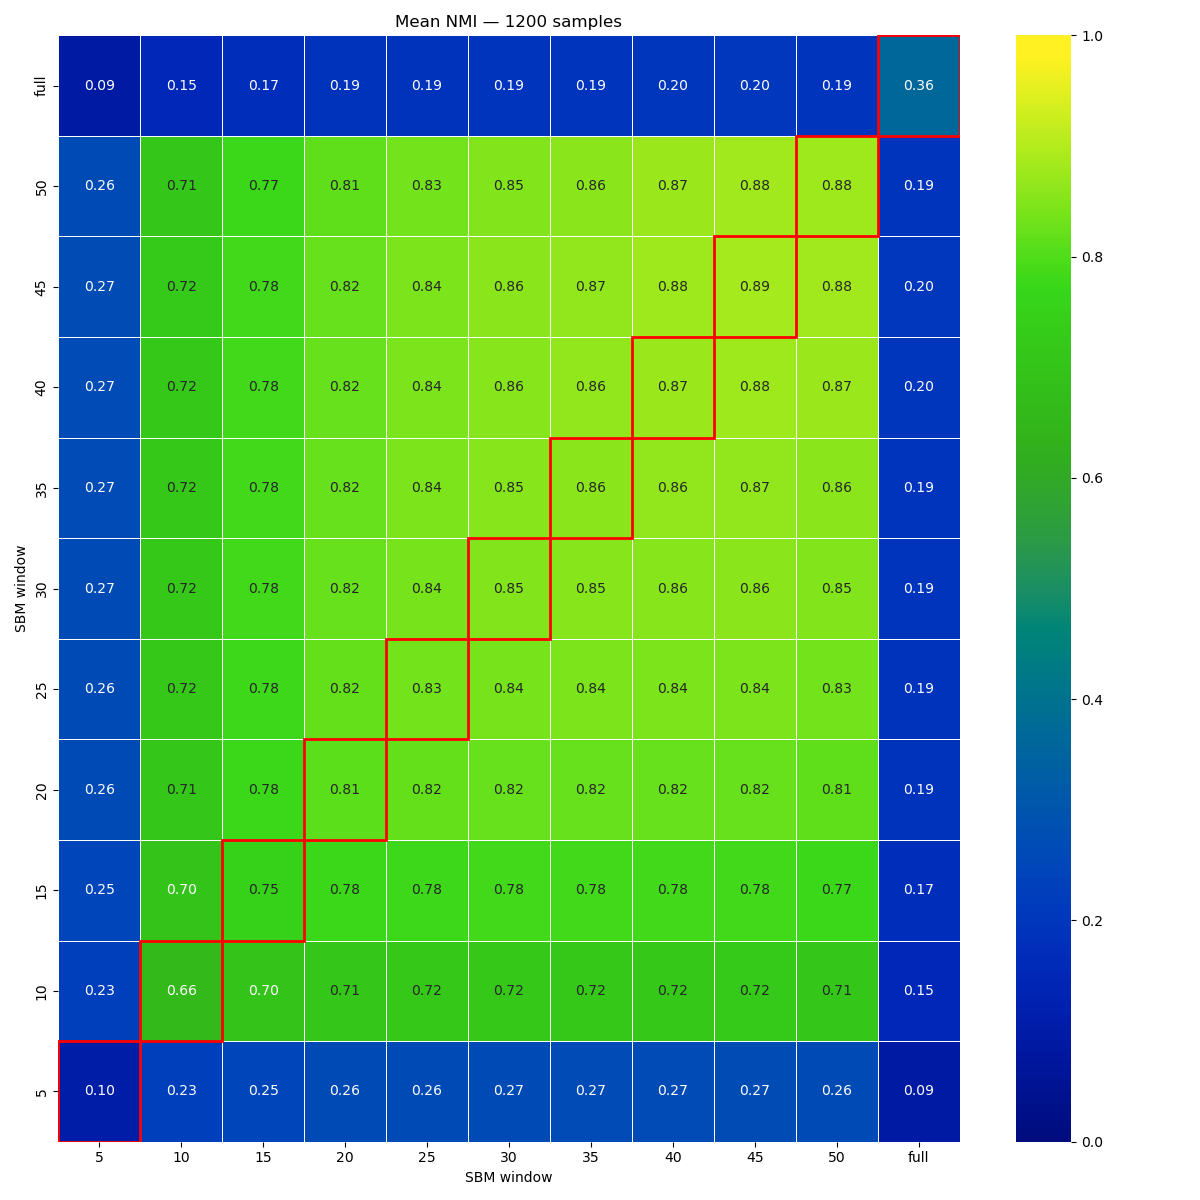 Mean NMI — 1200 samples
full 0.09 0.15 0.17 0.19 0.19 0.19 0.19 0.20 0.20 0.19 0.36
50 0.26 0.71 0.77 0.81 0.83 0.85 0.86 0.87 0.88 0.88 0.19
45 0.27 0.72 0.78 0.82 0.84 0.86 0.87 0.88 0.89 0.88 0.20
40 0.27 0.72 0.78 0.82 0.84 0.86 0.86 0.87 0.88 0.87 0.20
35 0.27 0.72 0.78 0.82 0.84 0.85 0.86 0.86 0.87 0.86 0.19
30 0.27 0.72 0.78 0.82 0.84 0.85 0.85 0.86 0.86 0.85 0.19
25 0.26 0.72 0.78 0.82 0.83 0.84 0.84 0.84 0.84 0.83 0.19
20 0.26 0.71 0.78 0.81 0.82 0.82 0.82 0.82 0.82 0.81 0.19
15 0.25 0.70 0.75 0.78 0.78 0.78 0.78 0.78 0.78 0.77 0.17
10 0.23 0.66 0.70 0.71 0.72 0.72 0.72 0.72 0.72 0.71 0.15
5 0.10 0.23 0.25 0.26 0.26 0.27 0.27 0.27 0.27 0.26 0.09
5 10 15 20 25 30 35 40 45 50 full
SBM window
SBM window
1.0
0.8
0.6
0.4
0.2
0.0